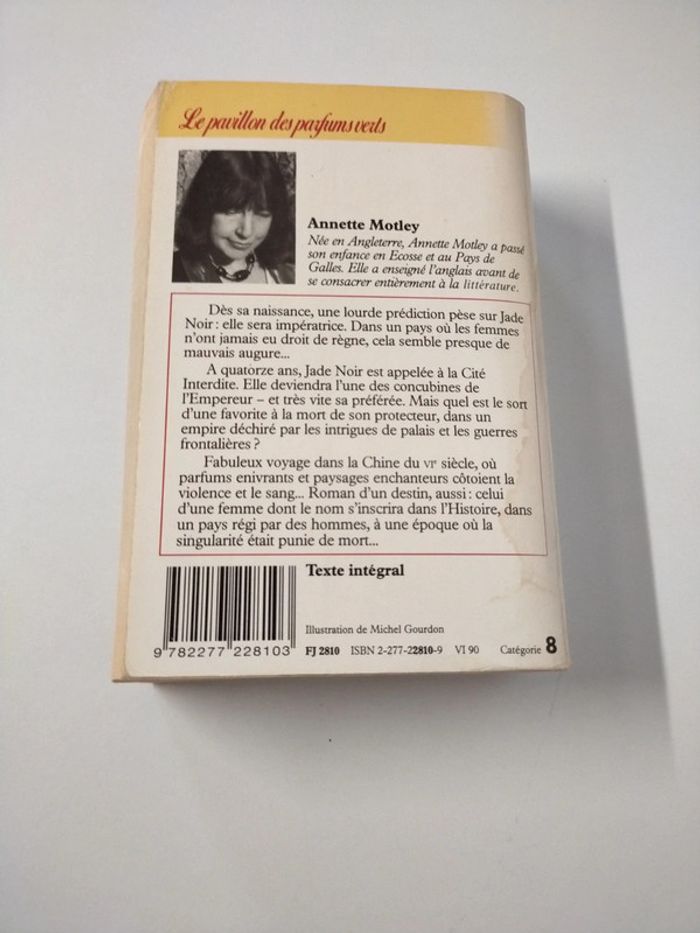 Le pavillon des parfums verts
Annette Motley
Née en Angleterre, Annette Motley a passé
son enfance en Ecosse et au Pays de
Galles. Elle a enseigné l'anglais avant de
se consacrer entièrement à la littérature.
Dès sa naissance, une lourde prédiction pèse sur Jade
Noir : elle sera impératrice. Dans un pays où les femmes
n'ont jamais eu droit de règne, cela semble presque de
mauvais augure...
A quatorze ans, Jade Noir est appelée à la Cité
Interdite. Elle deviendra l'une des concubines de
l'Empereur – et très vite sa préférée. Mais quel est le sort
d'une favorite à la mort de son protecteur, dans un
empire déchiré par les intrigues de palais et les guerres
frontalières ?
Fabuleux voyage dans la Chine du VIe siècle, où
parfums enivrants et paysages enchanteurs côtoient la
violence et le sang... Roman d'un destin, aussi : celui
d'une femme dont le nom s'inscrira dans l'Histoire, dans
un pays régi par des hommes, à une époque où la
singularité était punie de mort...
Texte intégral
Illustration de Michel Gourdon
9 782277 228103
FJ 2810 ISBN 2-277-22810-9 VI 90 Catégorie 8